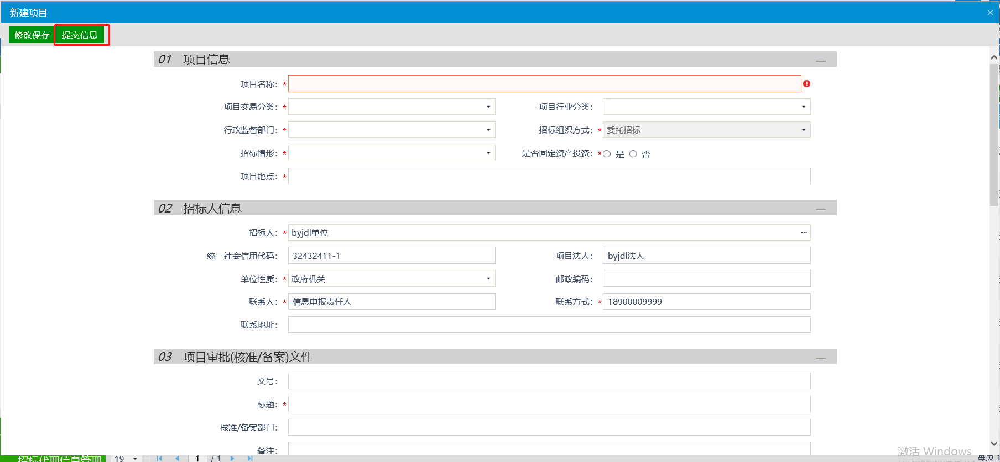 新建项目
修改保存 提交信息
01 项目信息
项目名称：*
项目交易分类：* 项目行业分类：
行政监督部门：* 招标组织方式：* 委托招标
招标情形：* 是否固定资产投资：* 是 否
项目地点：*
02 招标人信息
招标人：* byjdl单位 ...
统一社会信用代码： 32432411-1 项目法人： byjdl法人
单位性质：* 政府机关 邮政编码：
联系人：* 信息申报责任人 联系方式：* 18900009999
联系地址：
03 项目审批(核准/备案)文件
文号：
标题：*
核准/备案部门：
备注：
激活 Windows
招标代理信息管理 19 1 / 1 每页